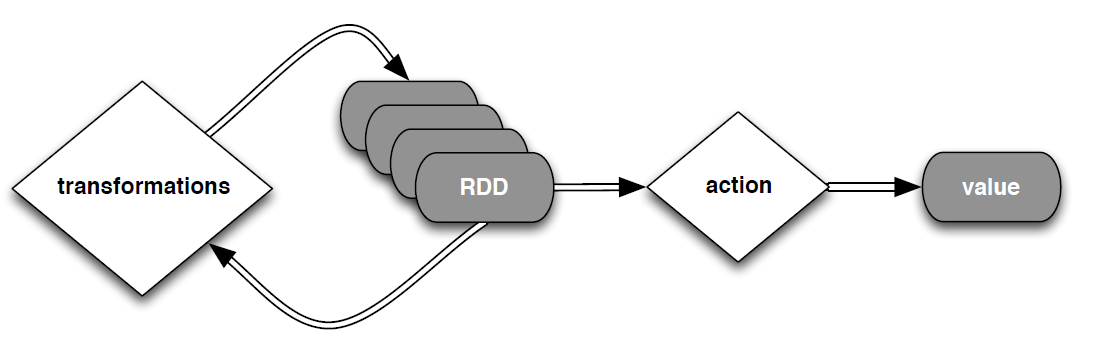 transformations
RDD
action
value